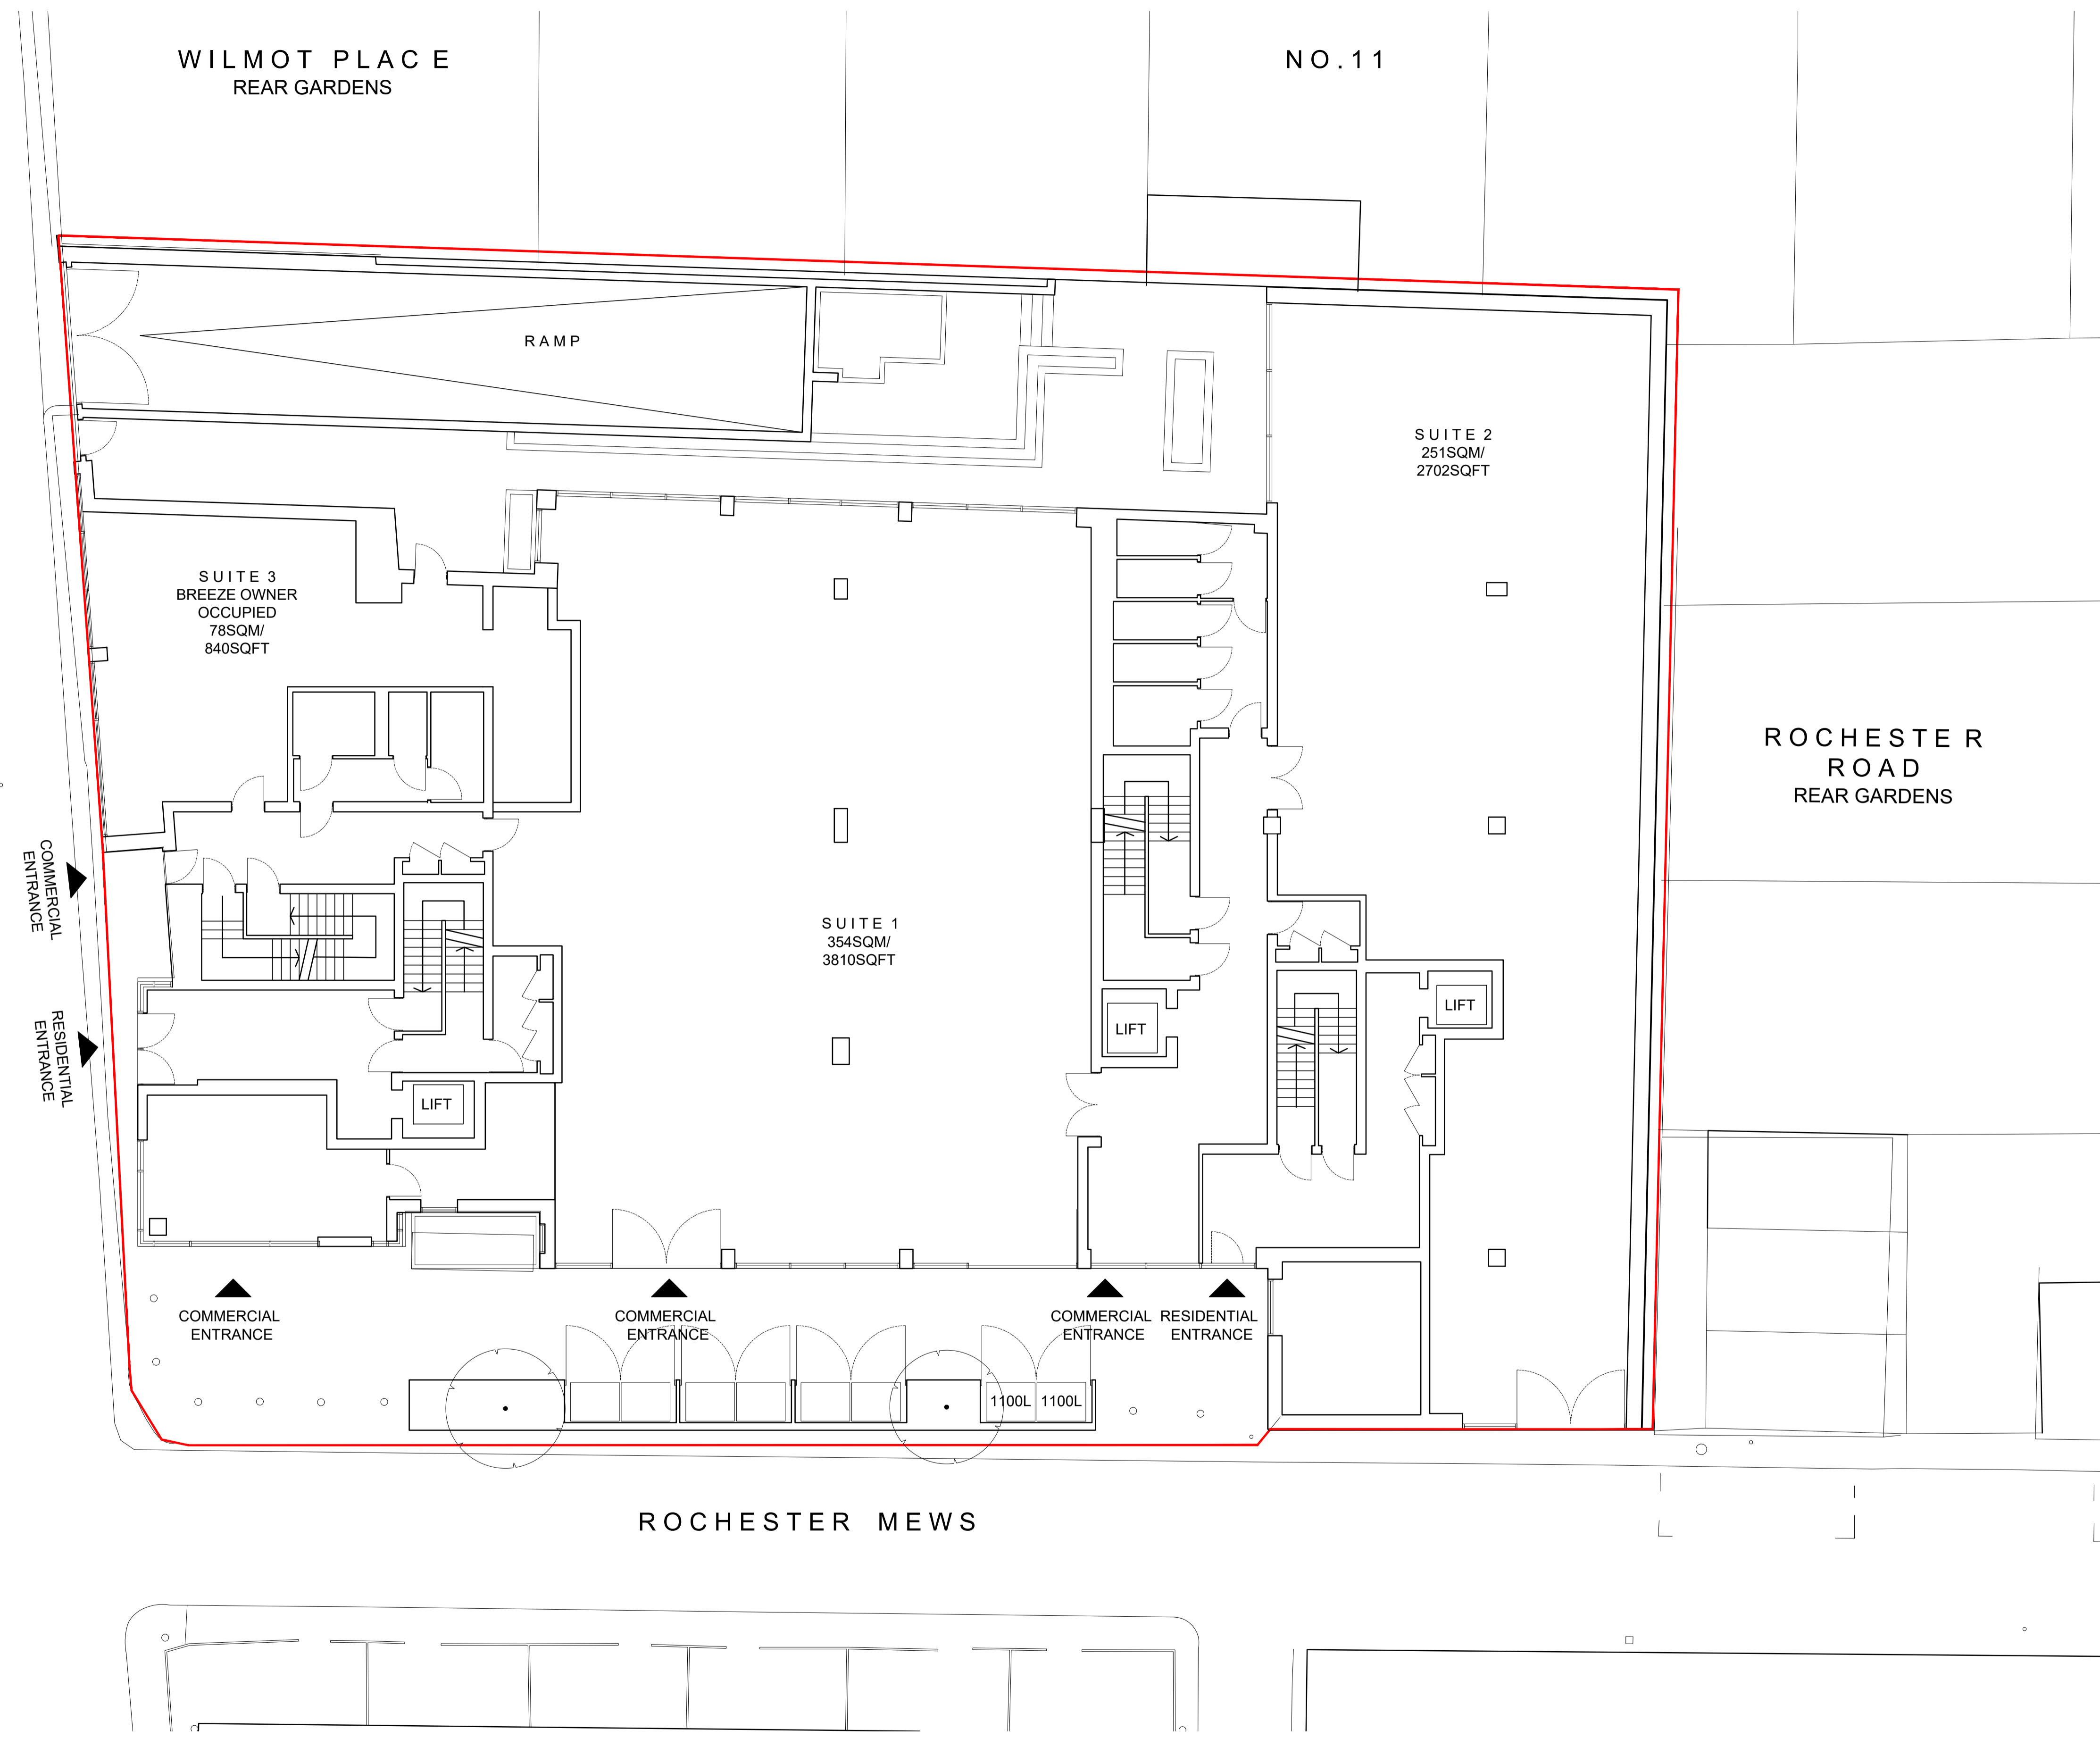 WILMOT PLACE
REAR GARDENS
NO.11
RAMP
SUITE 2
251SQM/
2702SQFT
SUITE 3
BREEZE OWNER
OCCUPIED
78SQM/
840SQFT
ROCHESTER
ROAD
REAR GARDENS
COMMERCIAL
ENTRANCE
SUITE 1
354SQM/
3810SQFT
LIFT
LIFT
RESIDENTIAL
ENTRANCE
LIFT
COMMERCIAL
ENTRANCE
COMMERCIAL
ENTRANCE
COMMERCIAL
ENTRANCE
RESIDENTIAL
ENTRANCE
1100L
1100L
ROCHESTER MEWS